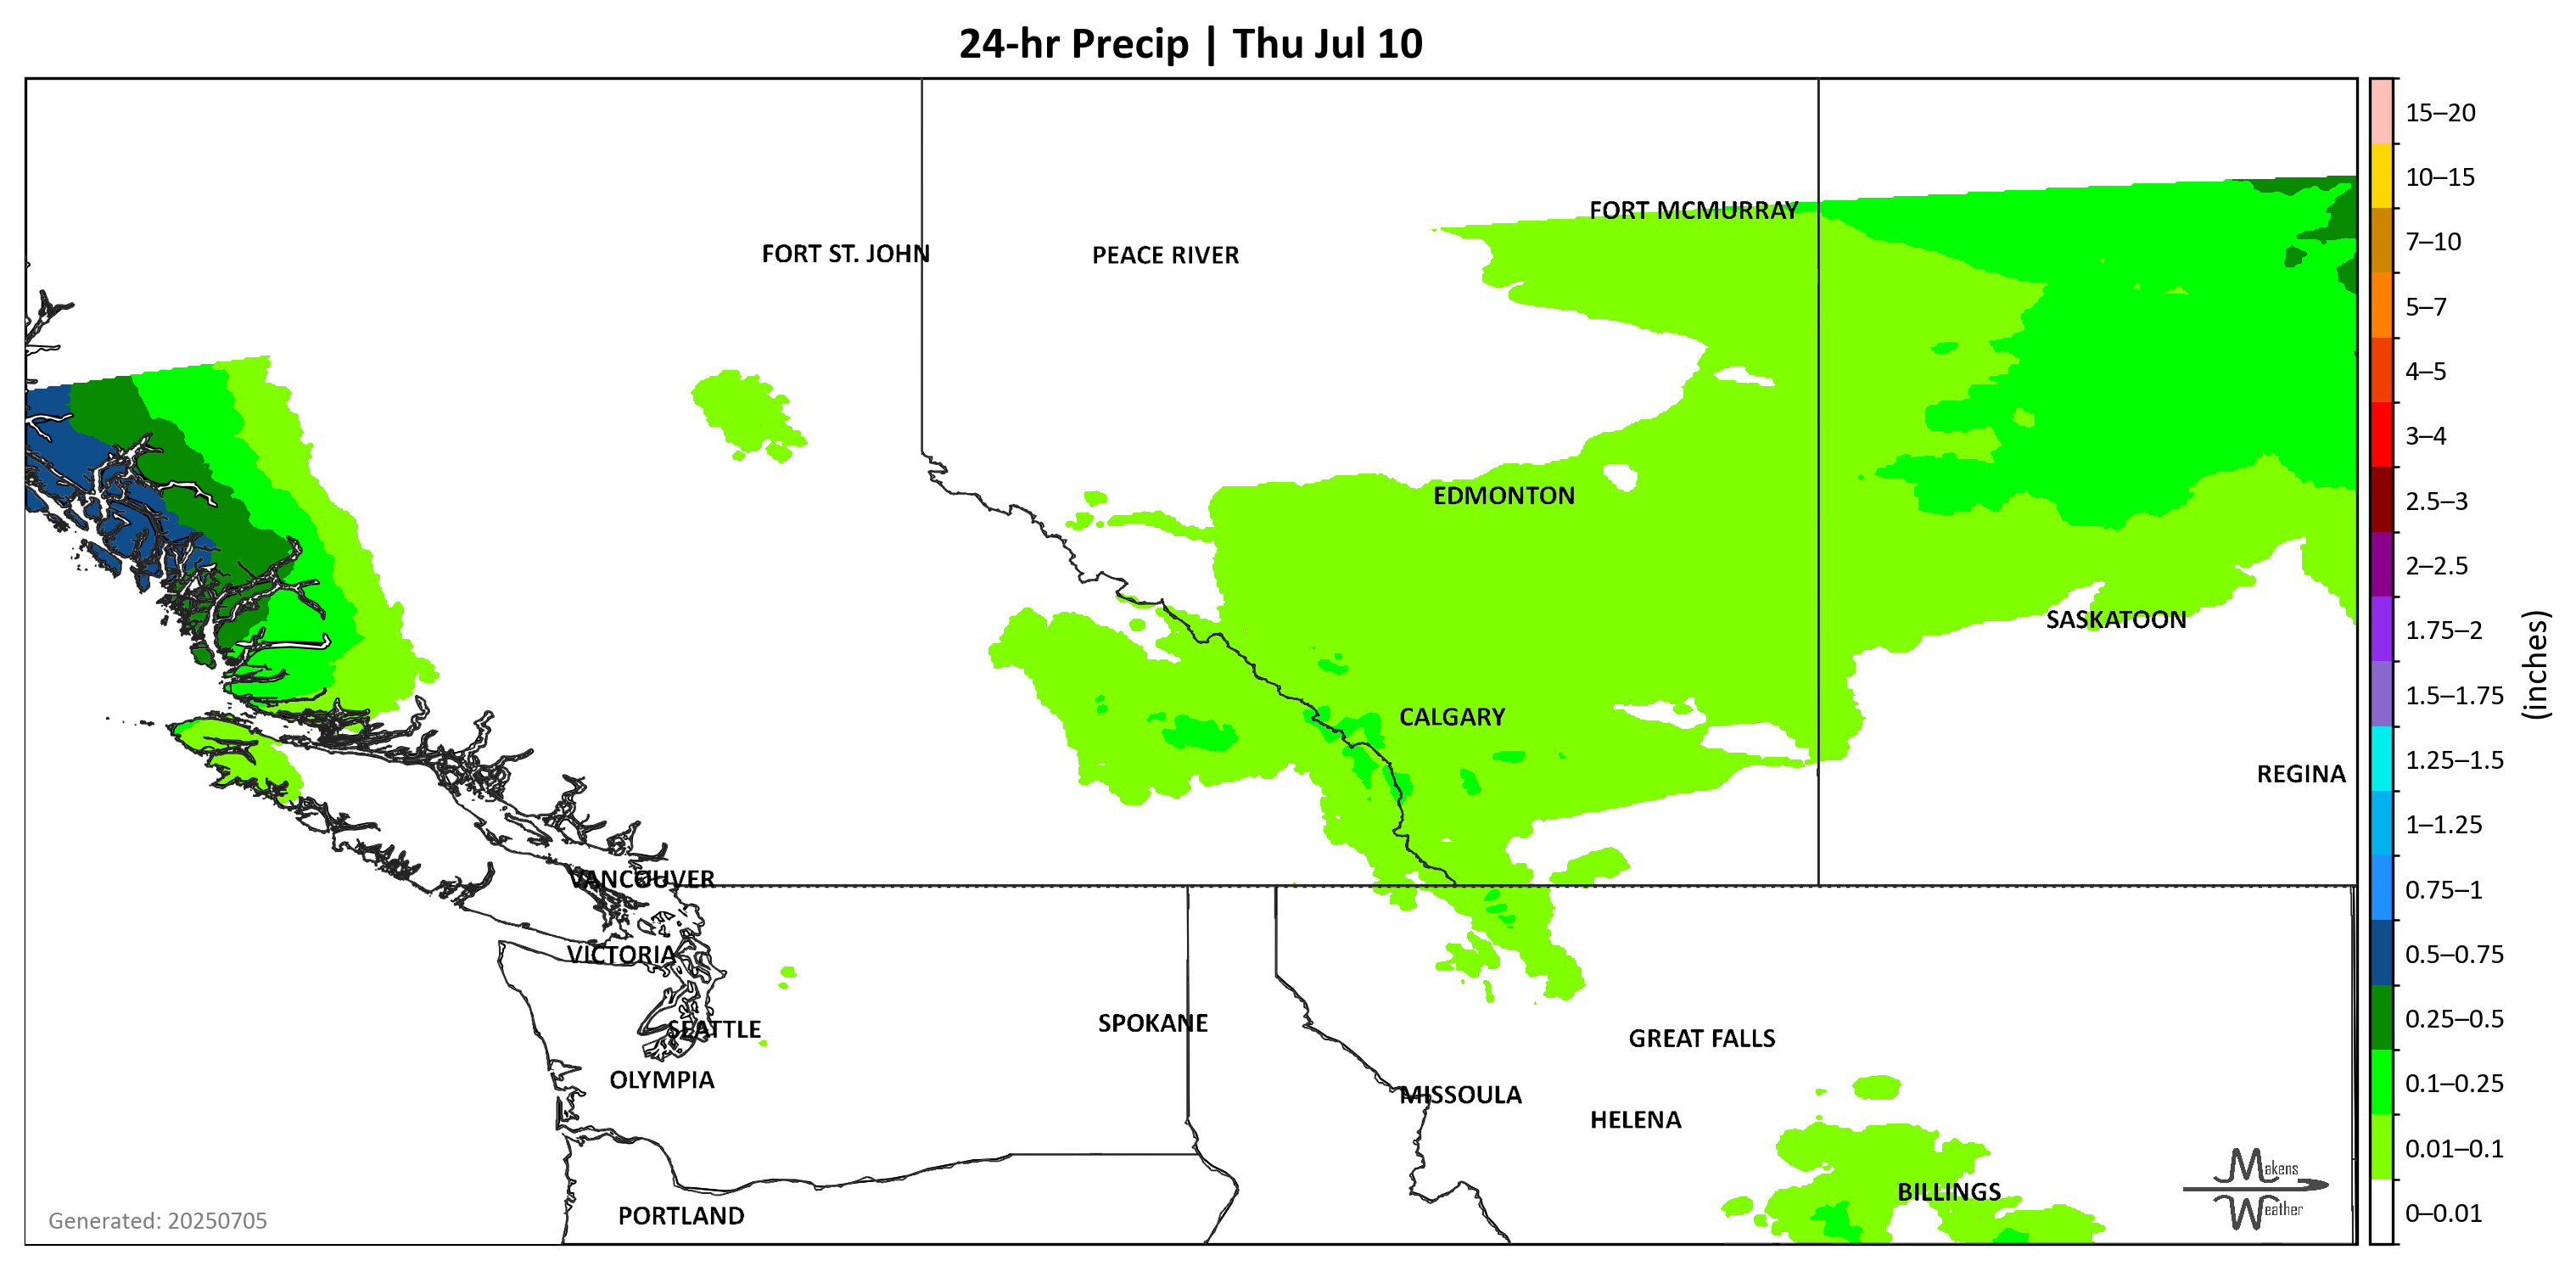 24-hr Precip | Thu Jul 10
FORT MCMURRAY
FORT ST. JOHN
PEACE RIVER
EDMONTON
SASKATOON
CALGARY
REGINA
VANCOUVER
VICTORIA
SPOKANE
SEATTLE
GREAT FALLS
OLYMPIA
MISSOULA
HELENA
BILLINGS
PORTLAND
Makens
Weather
Generated: 20250705
15–20
10–15
7–10
5–7
4–5
3–4
2.5–3
2–2.5
1.75–2
1.5–1.75
1.25–1.5
1–1.25
0.75–1
0.5–0.75
0.25–0.5
0.1–0.25
0.01–0.1
0–0.01
(inches)